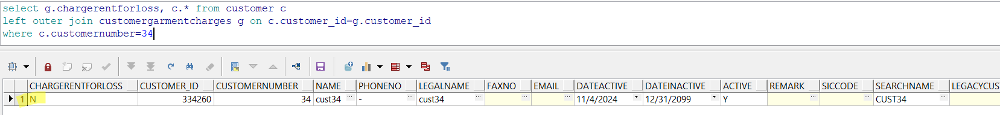 select g.chargerentforloss, c.* from customer c
left outer join customergarmentcharges g on c.customer_id=g.customer_id
where c.customernumber=34
CHARGERENTFORLOSS CUSTOMER_ID CUSTOMERNUMBER NAME PHONENO LEGALNAME FAXNO EMAIL DATEACTIVE DATEINACTIVE ACTIVE REMARK SICCODE SEARCHNAME LEGACYCUS
1 N 334260 34 cust34 ... - ... cust34 ... ... ... 11/4/2024 12/31/2099 Y ... ... CUST34 ...